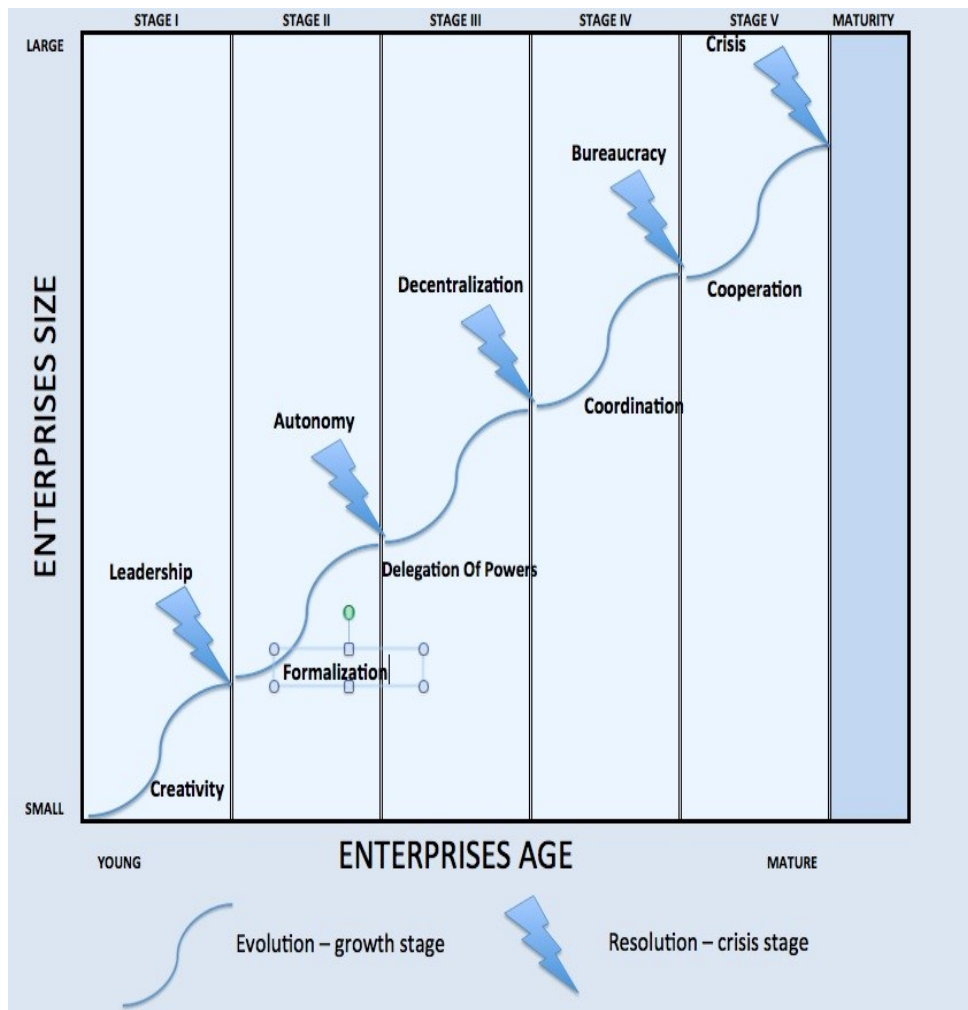 STAGE I STAGE II STAGE III STAGE IV STAGE V MATURITY
LARGE
Crisis
Bureaucracy
Decentralization
Cooperation
ENTERPRISES SIZE
Coordination
Autonomy
Delegation Of Powers
Leadership
Formalization
Creativity
SMALL
ENTERPRISES AGE
YOUNG MATURE
Evolution – growth stage Resolution – crisis stage